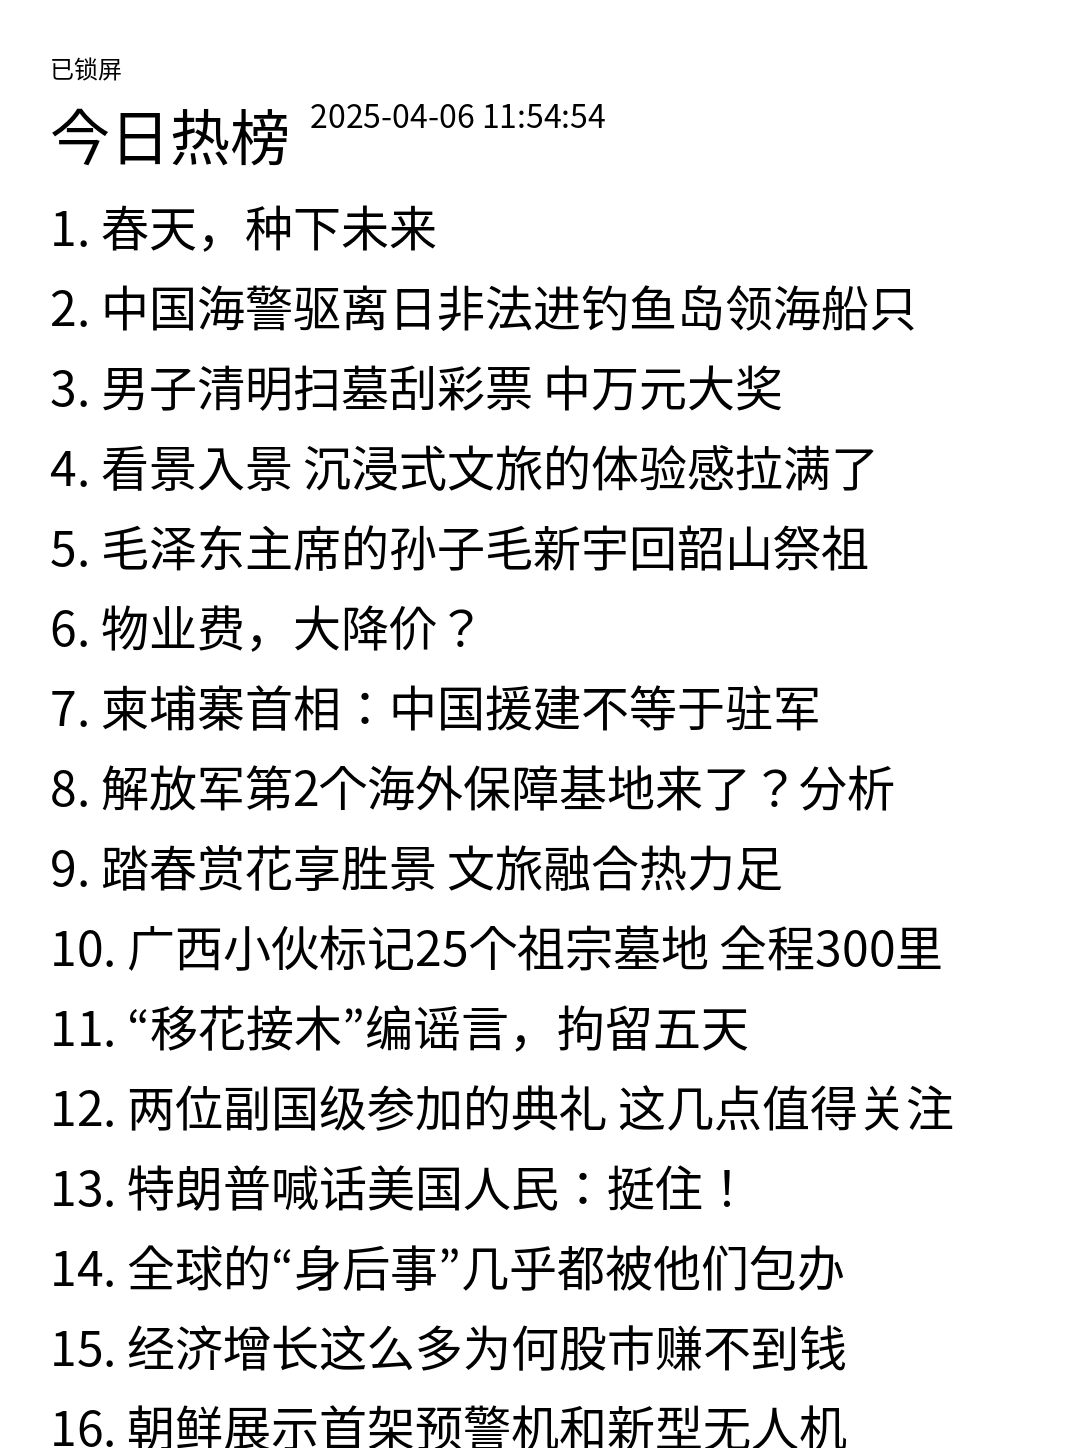 已锁屏
今日热榜 2025-04-06 11:54:54
1. 春天，种下未来
2. 中国海警驱离日非法进钓鱼岛领海船只
3. 男子清明扫墓刮彩票 中万元大奖
4. 看景入景 沉浸式文旅的体验感拉满了
5. 毛泽东主席的孙子毛新宇回韶山祭祖
6. 物业费，大降价？
7. 柬埔寨首相：中国援建不等于驻军
8. 解放军第2个海外保障基地来了？分析
9. 踏春赏花享胜景 文旅融合热力足
10. 广西小伙标记25个祖宗墓地 全程300里
11. “移花接木”编谣言，拘留五天
12. 两位副国级参加的典礼 这几点值得关注
13. 特朗普喊话美国人民：挺住！
14. 全球的“身后事”几乎都被他们包办
15. 经济增长这么多为何股市赚不到钱
16. 朝鲜展示首架预警机和新型无人机